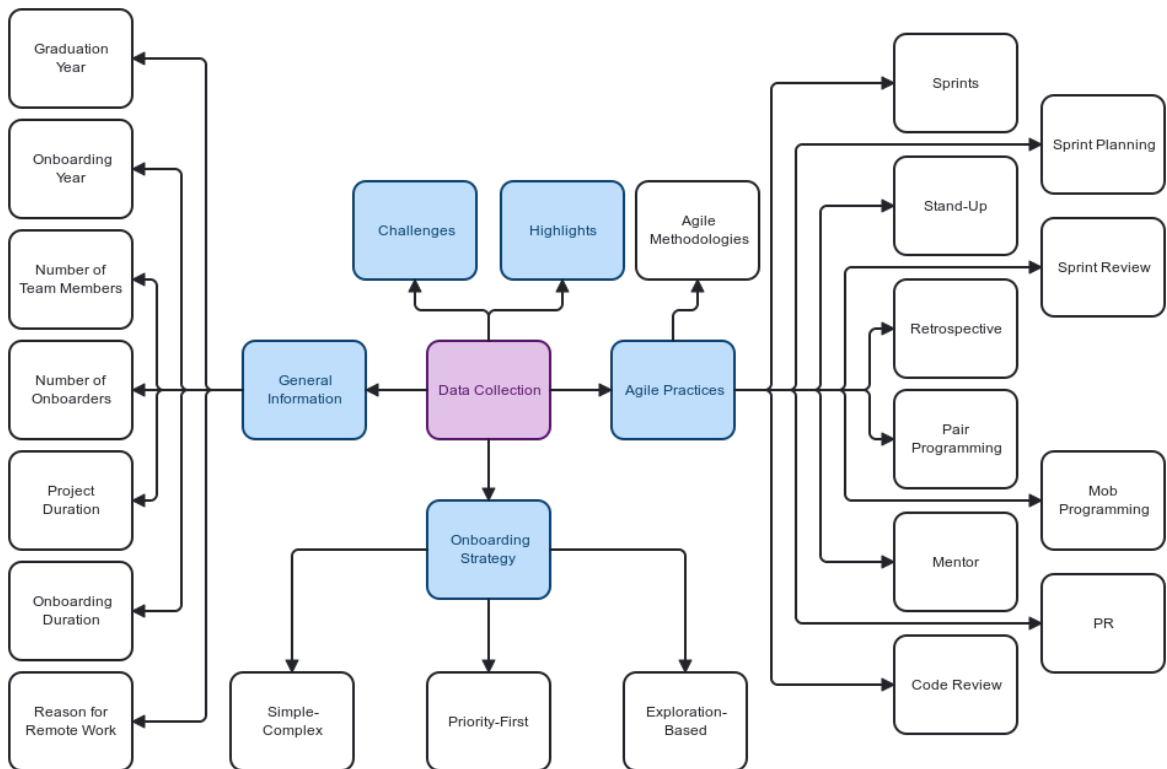 Graduation
Year
Onboarding
Year
Number of
Team Members
Number of
Onboarders
Project
Duration
Onboarding
Duration
Reason for
Remote Work
General
Information
Challenges
Highlights
Agile
Methodologies
Data Collection
Agile Practices
Onboarding
Strategy
Simple-
Complex
Priority-First
Exploration-
Based
Sprints
Sprint Planning
Stand-Up
Sprint Review
Retrospective
Pair
Programming
Mob
Programming
Mentor
PR
Code Review